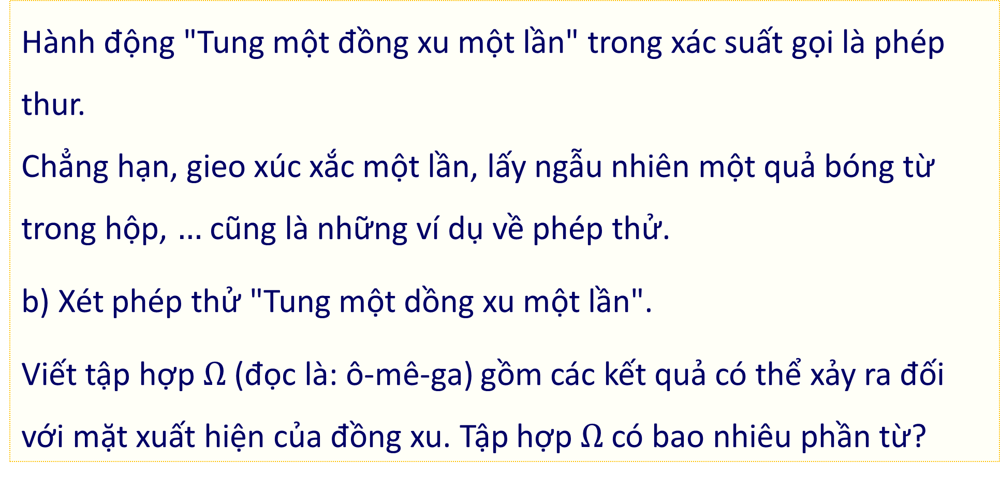 Hành động "Tung một đồng xu một lần" trong xác suất gọi là phép
thur.
Chẳng hạn, gieo xúc xắc một lần, lấy ngẫu nhiên một quả bóng từ
trong hộp, ... cũng là những ví dụ về phép thử.
b) Xét phép thử "Tung một dồng xu một lần".
Viết tập hợp Ω (đọc là: ô-mê-ga) gồm các kết quả có thể xảy ra đối
với mặt xuất hiện của đồng xu. Tập hợp Ω có bao nhiêu phần từ?